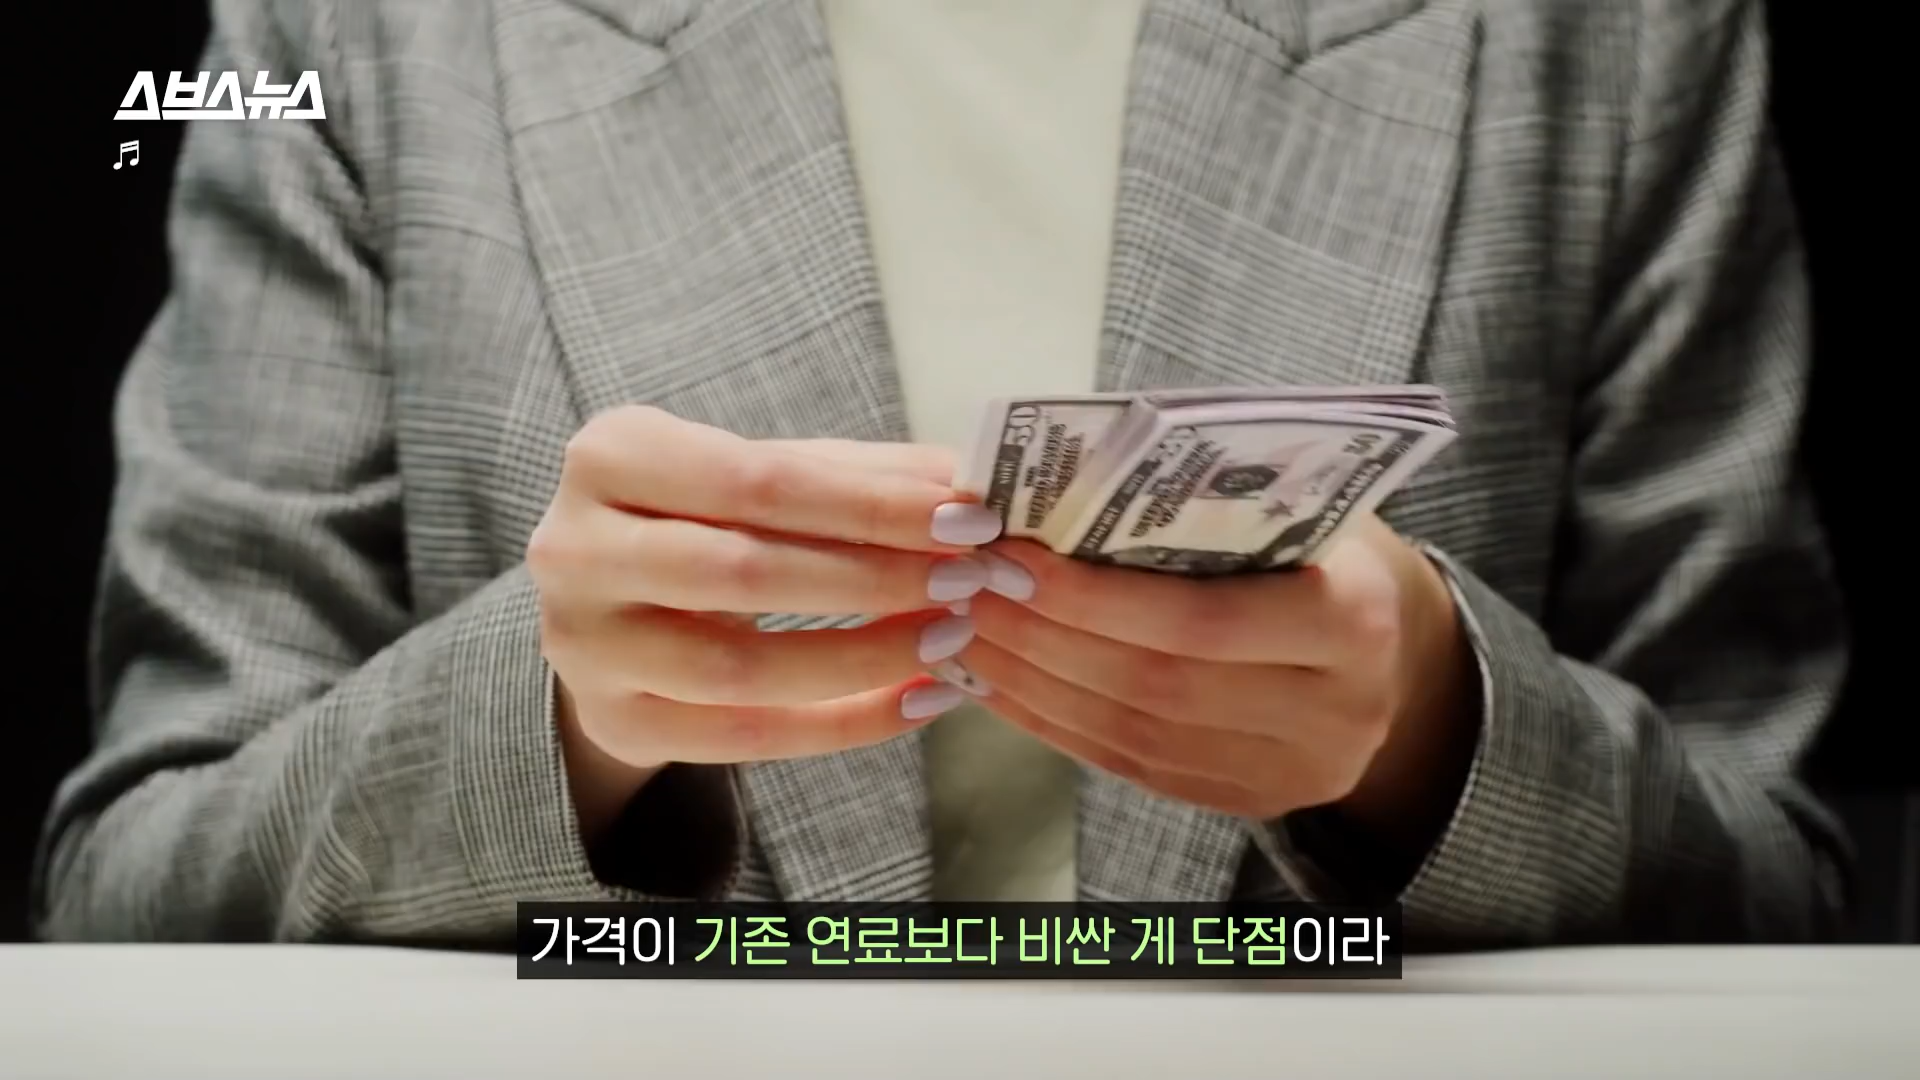 스브스뉴스
가격이 기존 연료보다 비싼 게 단점이라